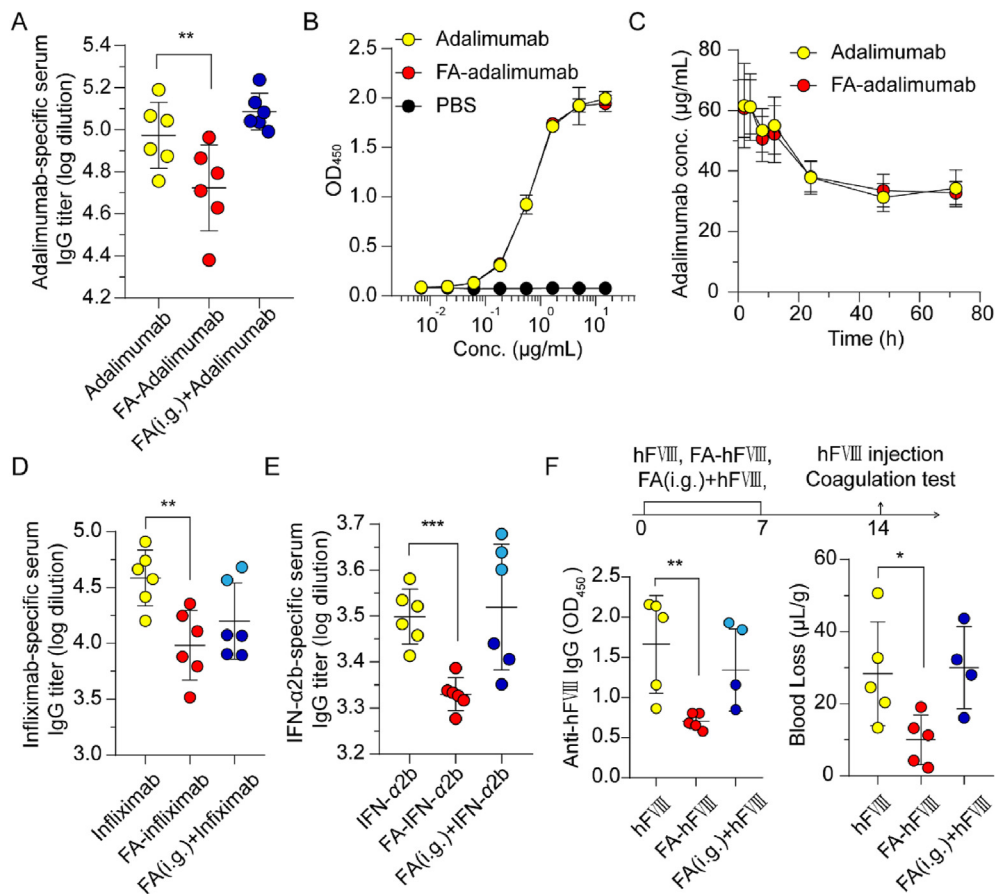 A
Adalimumab-specific serum
IgG titer (log dilution)
5.4
5.2
5.0
4.8
4.6
4.4
4.2
**
Adalimumab
FA-Adalimumab
FA(i.g.)+Adalimumab
B
OD450
2.5
2.0
1.5
1.0
0.5
0.0
Adalimumab
FA-adalimumab
PBS
10-2
10-1
100
101
Conc. (μg/mL)
C
Adalimumab conc. (μg/mL)
100
80
60
40
20
0
Adalimumab
FA-adalimumab
0
20
40
60
80
Time (h)
D
Infliximab-specific serum
IgG titer (log dilution)
5.0
4.5
4.0
3.5
3.0
**
Infliximab
FA-infliximab
FA(i.g.)+Infliximab
E
IFN-α2b-specific serum
IgG titer (log dilution)
3.7
3.6
3.5
3.4
3.3
3.2
***
IFN-α2b
FA-IFN-α2b
FA(i.g.)+IFN-α2b
F
hFⅧ, FA-hFⅧ,
FA(i.g.)+hFⅧ,
hFⅧ injection
Coagulation test
0
7
14
Anti-hFⅧ IgG (OD450)
2.5
2.0
1.5
1.0
0.5
0.0
**
hFⅧ
FA-hFⅧ
FA(i.g.)+hFⅧ
Blood Loss (μL/g)
60
40
20
0
*
hFⅧ
FA-hFⅧ
FA(i.g.)+hFⅧ